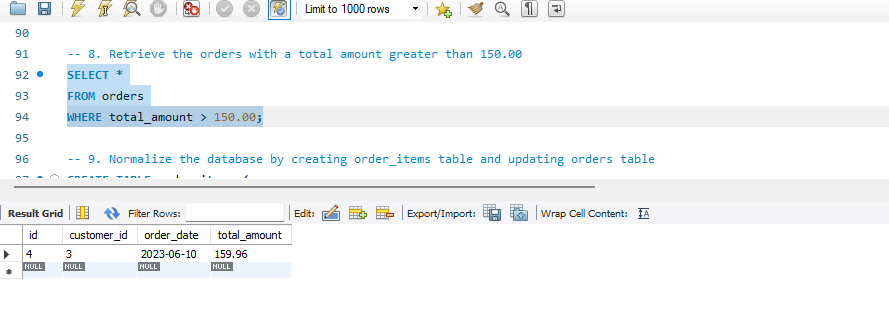 Limit to 1000 rows
90
91 -- 8. Retrieve the orders with a total amount greater than 150.00
92 SELECT *
93 FROM orders
94 WHERE total_amount > 150.00;
95
96 -- 9. Normalize the database by creating order_items table and updating orders table
Result Grid Filter Rows: Edit: Export/Import: Wrap Cell Content: IA
id customer_id order_date total_amount
4 3 2023-06-10 159.96
NULL NULL NULL NULL